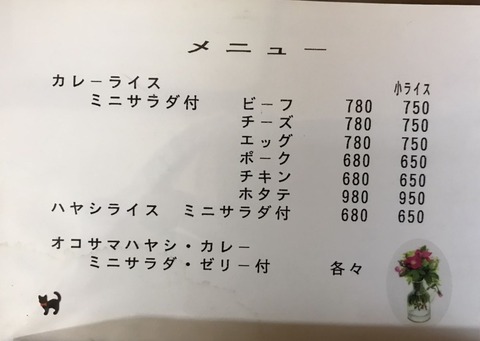 メニュー
小ライス
カレーライス
ミニサラダ付 ビーフ 780 750
チーズ 780 750
エッグ 780 750
ポーク 680 650
チキン 680 650
ホタテ 980 950
ハヤシライス ミニサラダ付 680 650
オコサマハヤシ・カレー
ミニサラダ・ゼリー付 各々